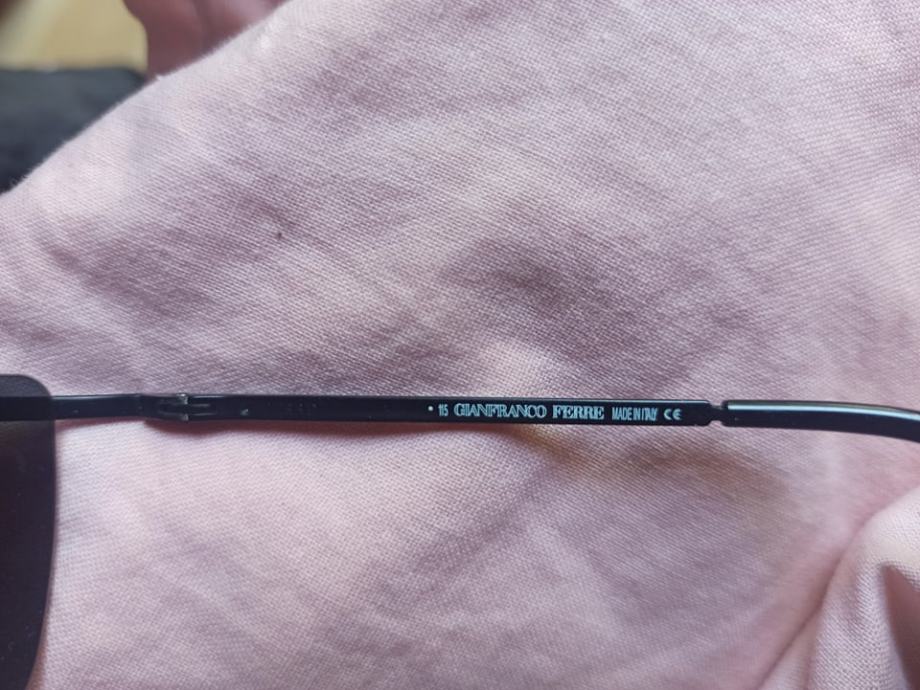 • 115 GIANFRANCO FERRE MADE IN ITALY CE